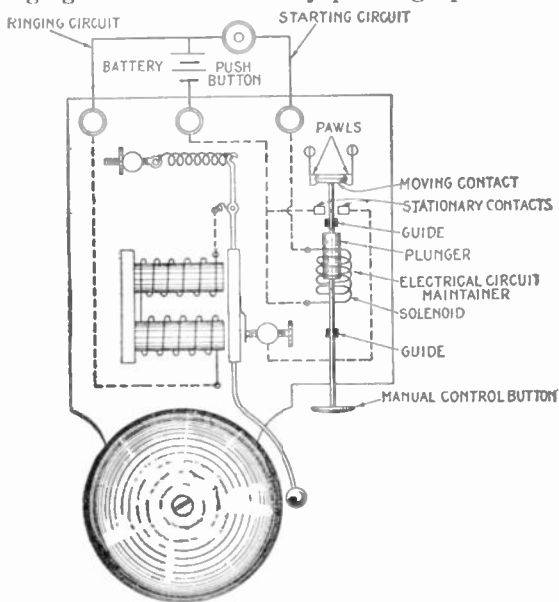 RINGING CIRCUIT
STARTING CIRCUIT
BATTERY
PUSH
BUTTON
PAWLS
MOVING CONTACT
STATIONARY CONTACTS
GUIDE
PLUNGER
ELECTRICAL CIRCUIT
MAINTAINER
SOLENOID
GUIDE
MANUAL CONTROL BUTTON